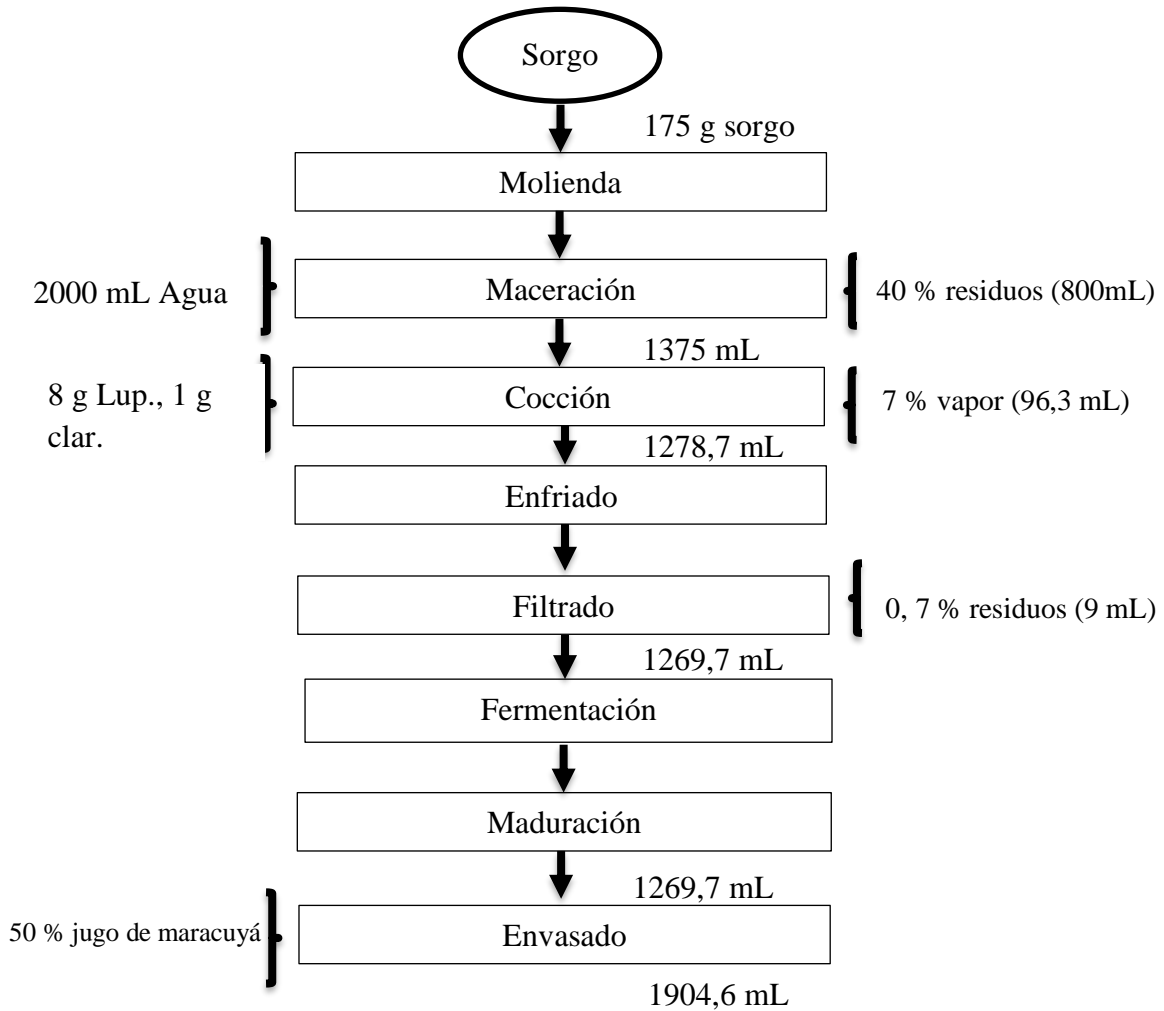 Sorgo
175 g sorgo
Molienda
2000 mL Agua
Maceración
40 % residuos (800mL)
1375 mL
8 g Lup., 1 g
clar.
Cocción
7 % vapor (96,3 mL)
1278,7 mL
Enfriado
Filtrado
0, 7 % residuos (9 mL)
1269,7 mL
Fermentación
Maduración
1269,7 mL
50 % jugo de maracuyá
Envasado
1904,6 mL